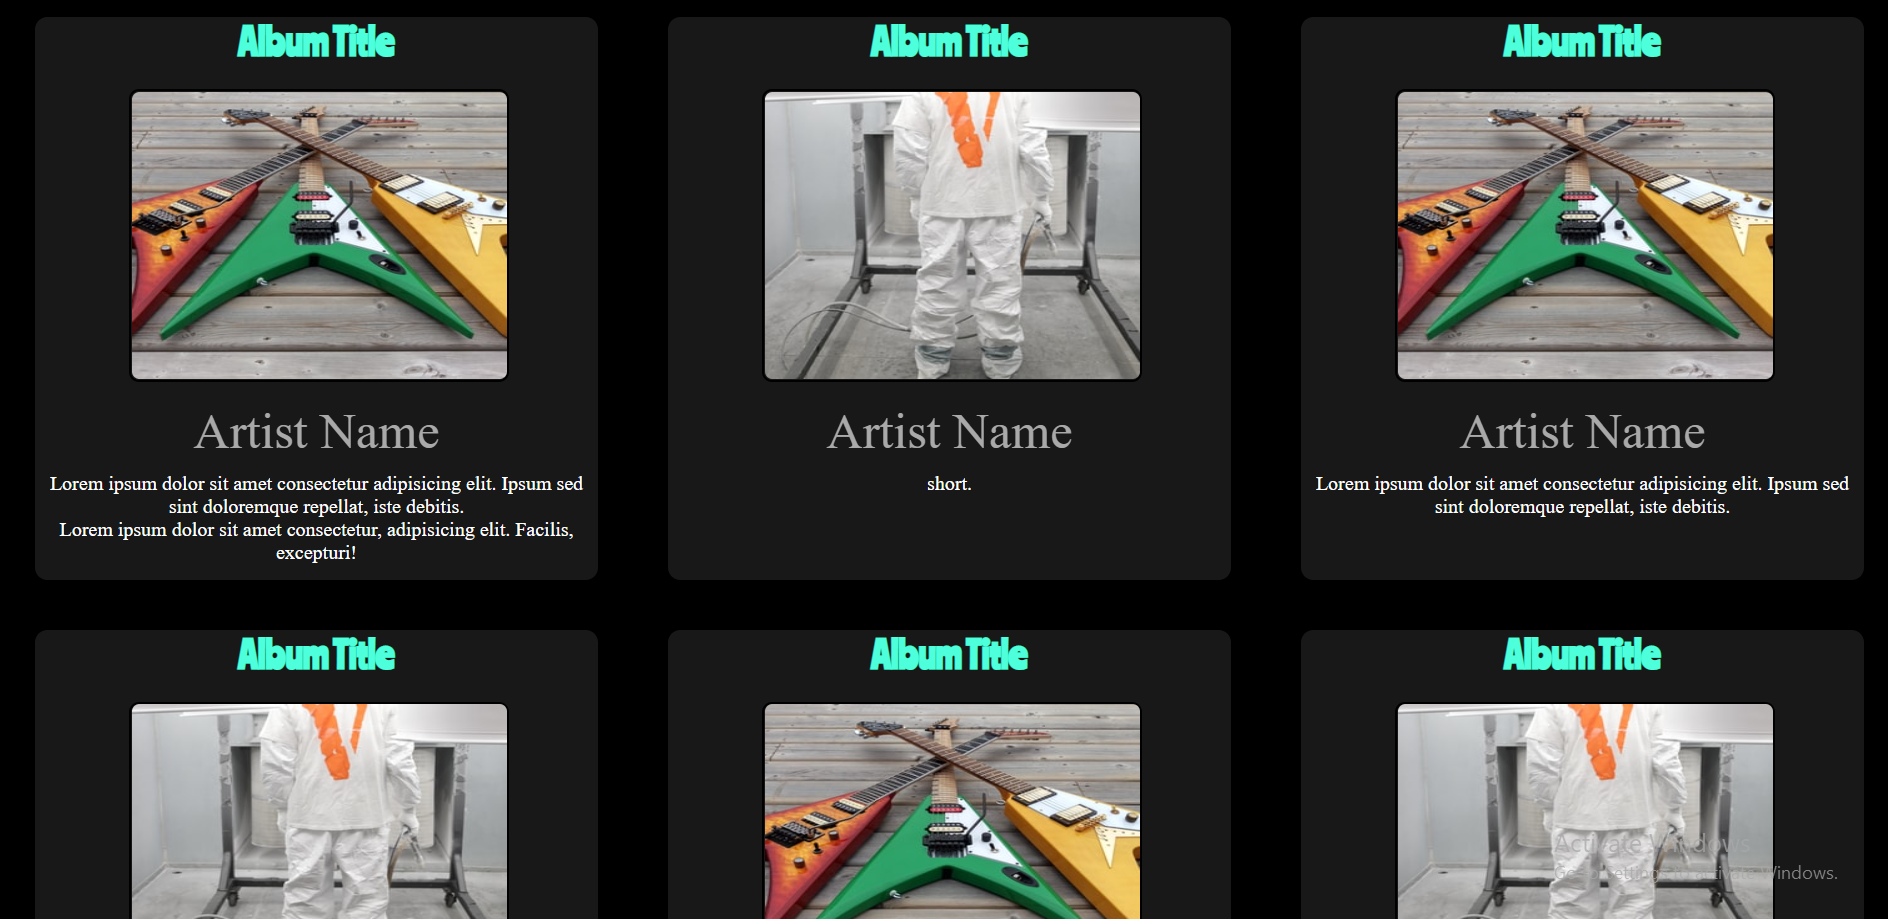 Album Title
Album Title
Album Title
Artist Name
Artist Name
Artist Name
Lorem ipsum dolor sit amet consectetur adipisicing elit. Ipsum sed
sint doloremque repellat, iste debitis.
Lorem ipsum dolor sit amet consectetur, adipisicing elit. Facilis,
excepturi!
short.
Lorem ipsum dolor sit amet consectetur adipisicing elit. Ipsum sed
sint doloremque repellat, iste debitis.
Album Title
Album Title
Album Title
Activate Windows
Go to Settings to activate Windows.